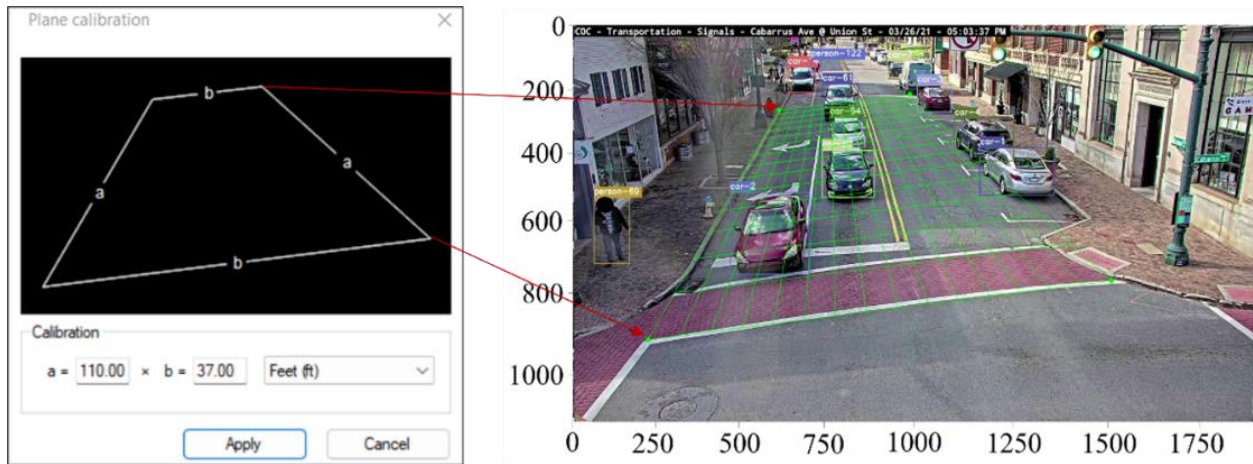 Plane calibration
b
a
a
b
Calibration
a = 110.00 × b = 37.00 Feet (ft)
Apply
Cancel
COC - Transportation - Signals - Cabarrus Ave @ Union St - 03/26/21 - 05:03:37 PM
person-122
car-61
car-2
person-69
GAM
0
200
400
600
800
1000
0 250 500 750 1000 1250 1500 1750